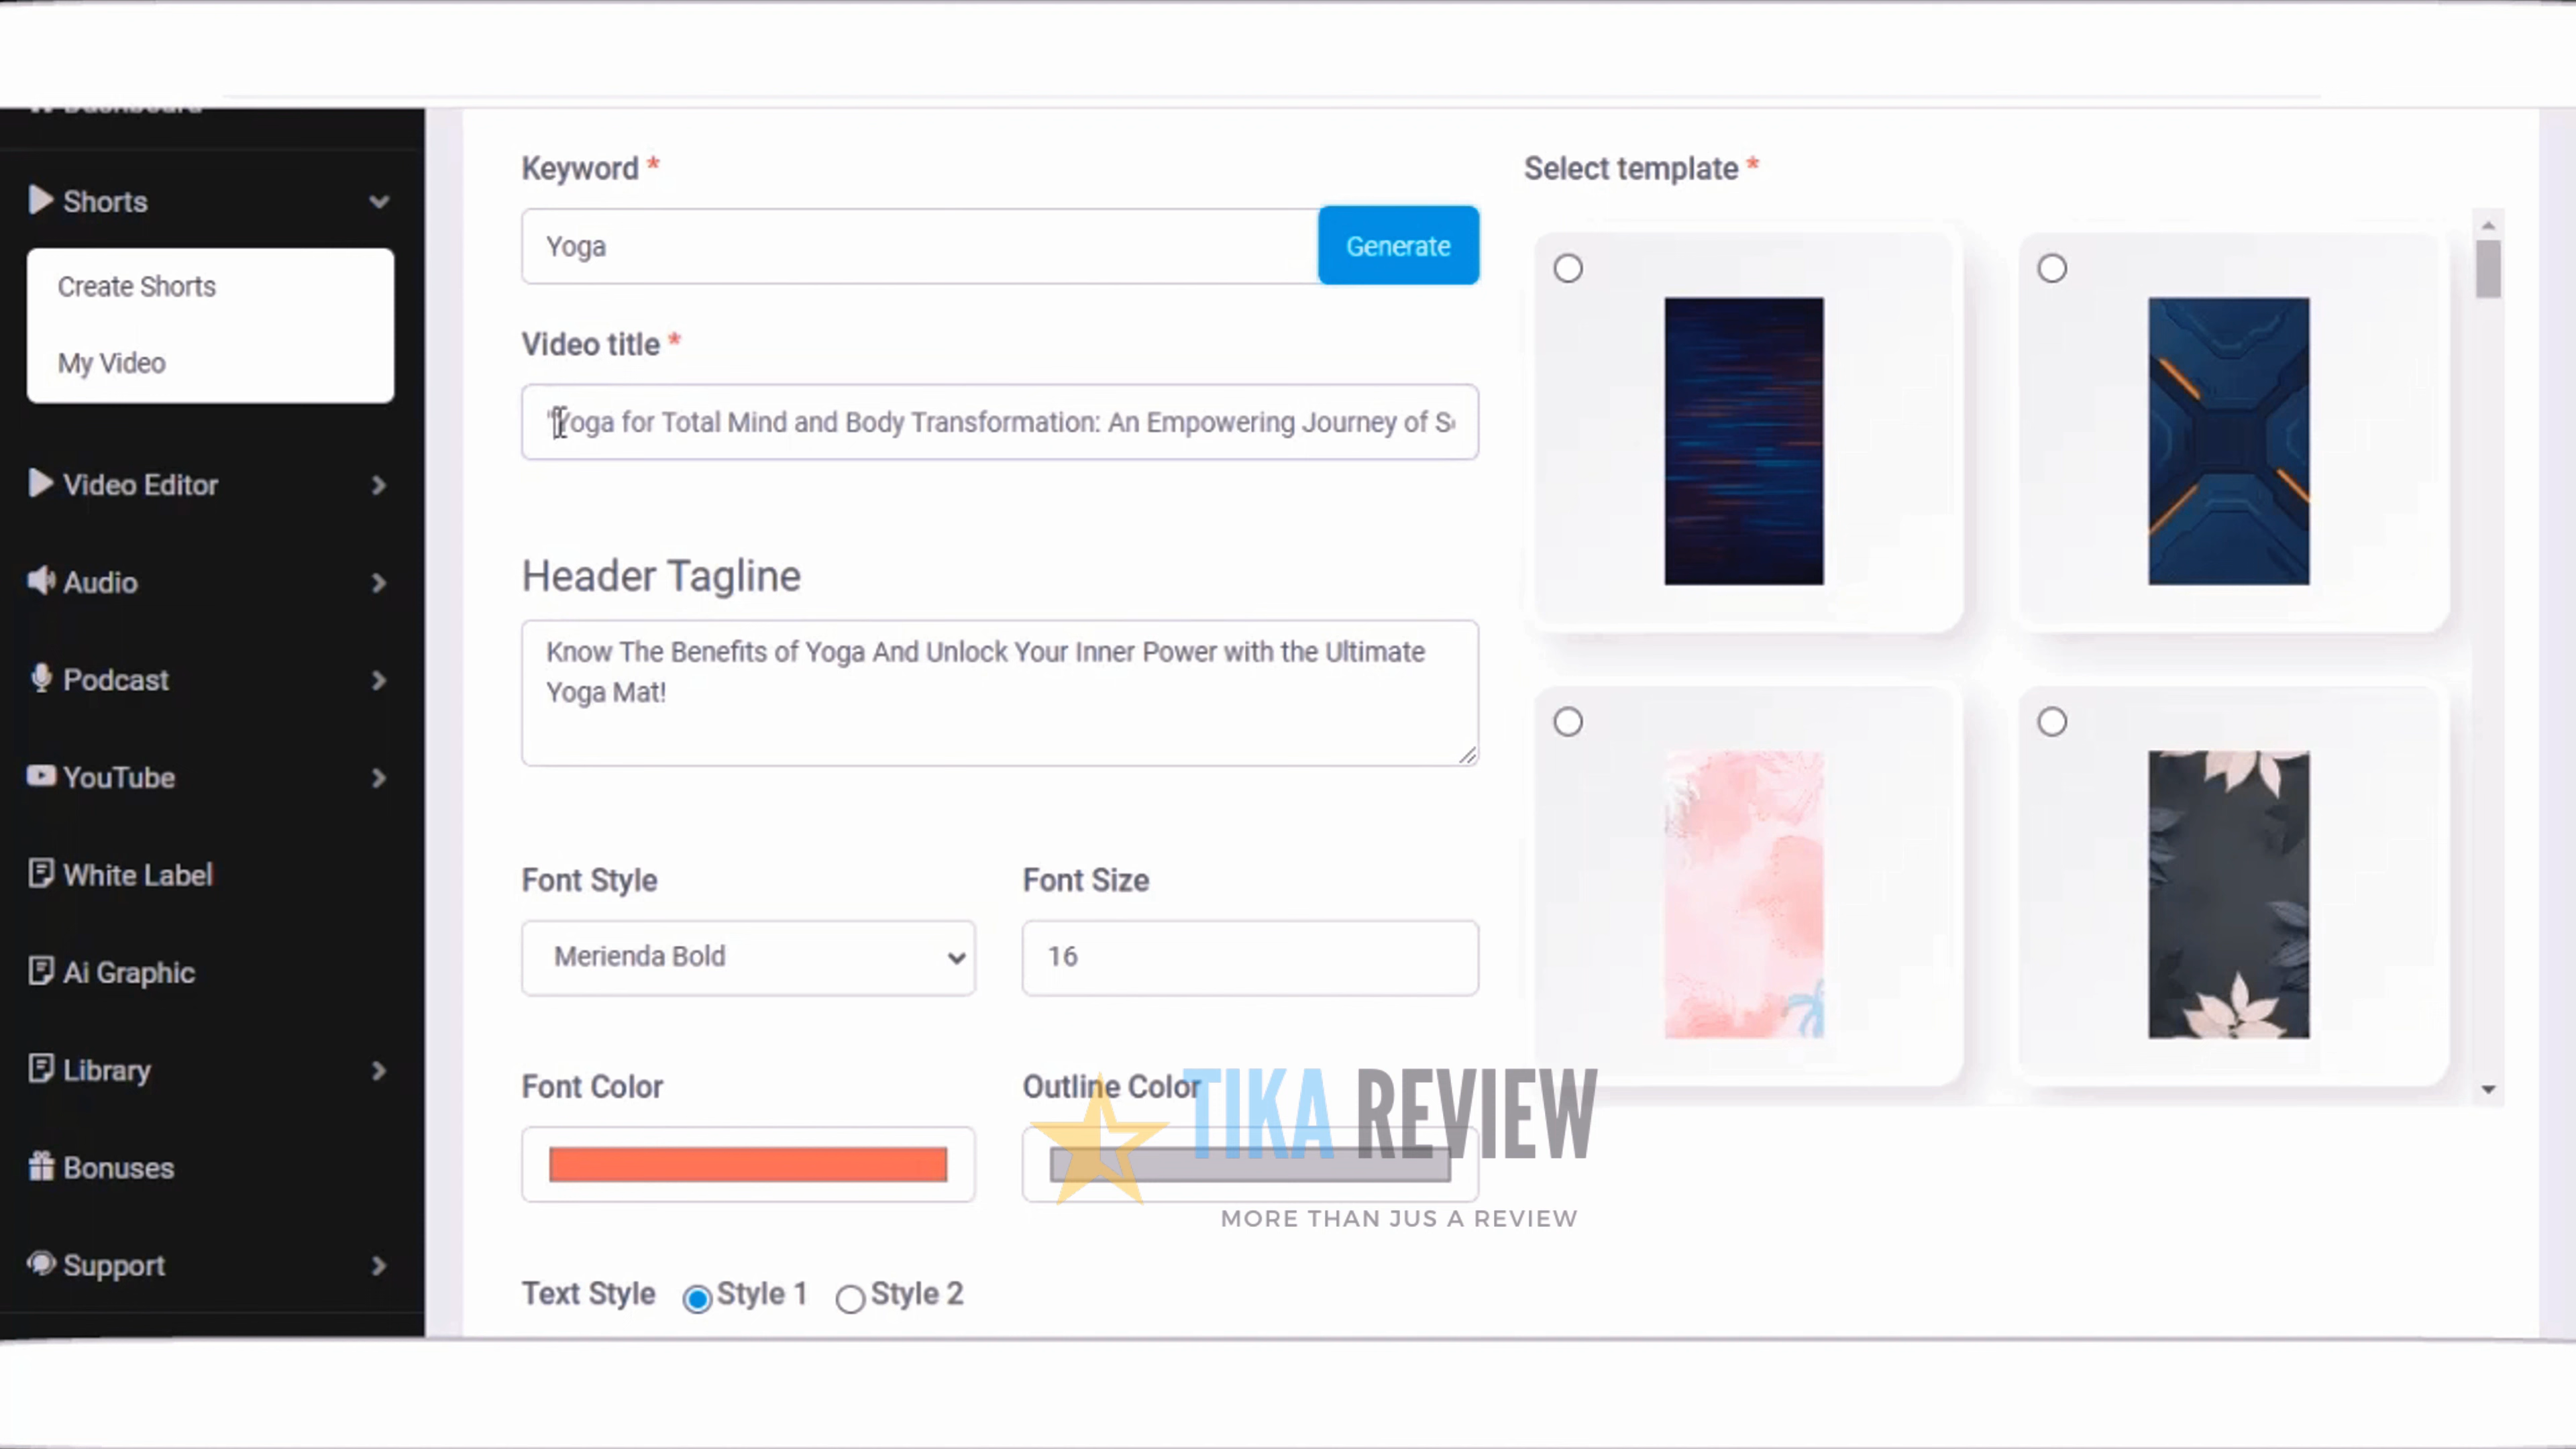 Dashboard
Shorts
Create Shorts
My Video
Video Editor
Audio
Podcast
YouTube
White Label
Ai Graphic
Library
Bonuses
Support
Keyword *
Yoga
Generate
Video title *
"Yoga for Total Mind and Body Transformation: An Empowering Journey of
Header Tagline
Know The Benefits of Yoga And Unlock Your Inner Power with the Ultimate
Yoga Mat!
Font Style
Font Size
Merienda Bold
16
Font Color
Outline Color
Text Style
Style 1
Style 2
Select template *
TIKA REVIEW
MORE THAN JUS A REVIEW